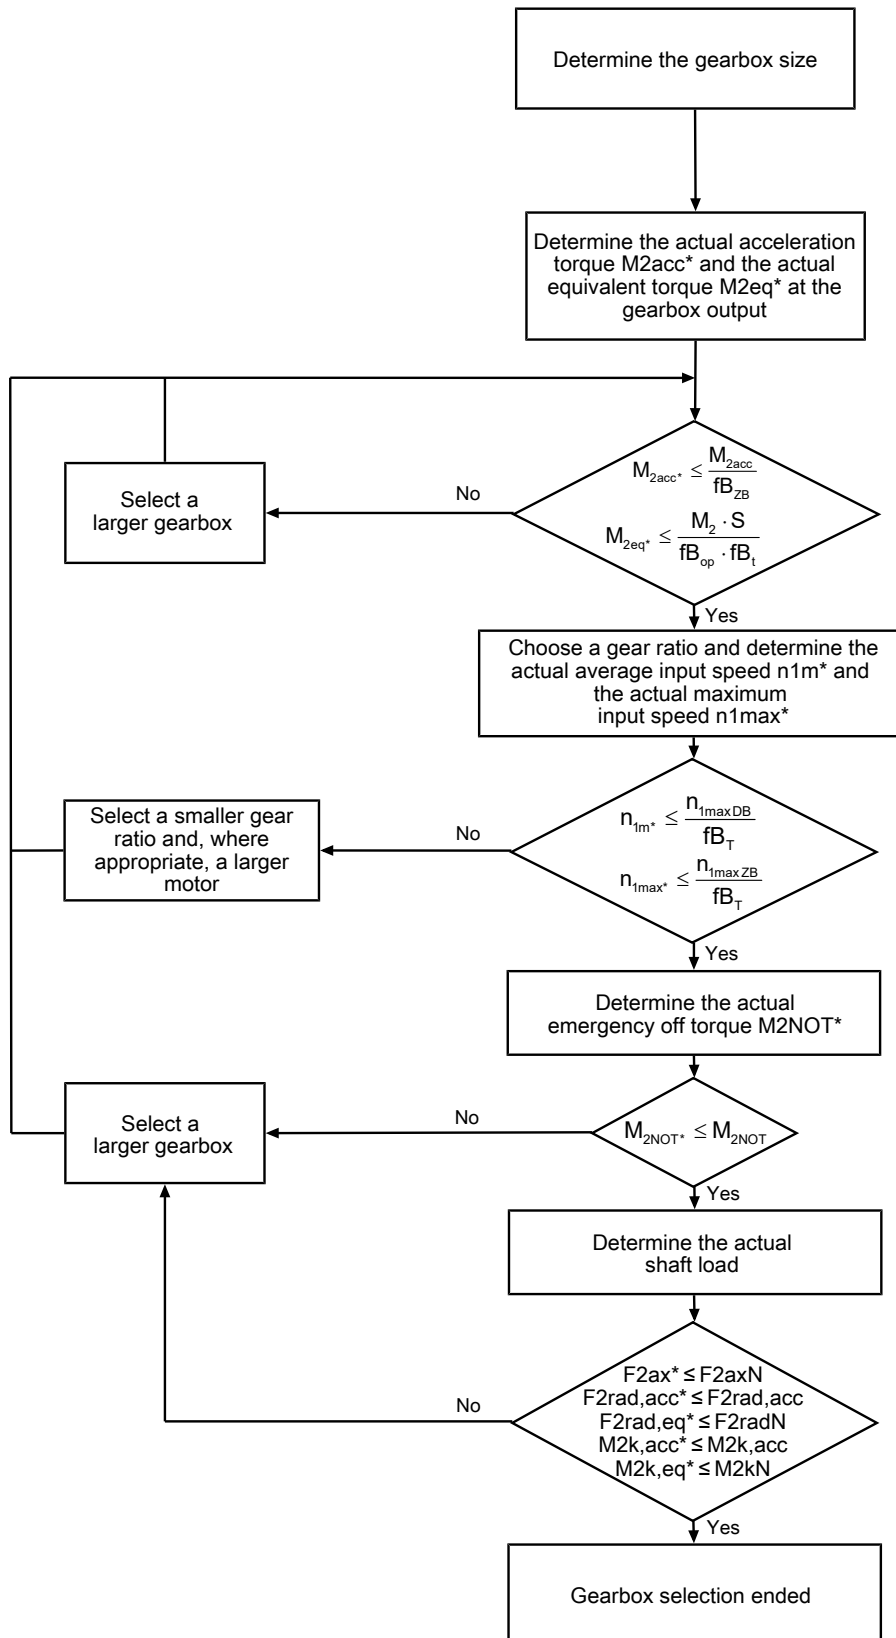 Determine the gearbox size
Determine the actual acceleration
torque M2acc* and the actual
equivalent torque M2eq* at the
gearbox output
Select a
larger gearbox
No
M₂acc* ≤ M₂acc / fB_ZB
M₂eq* ≤ M₂ · S / fB_op · fB_t
Yes
Choose a gear ratio and determine the
actual average input speed n1m* and
the actual maximum
input speed n1max*
Select a smaller gear
ratio and, where
appropriate, a larger
motor
No
n₁m* ≤ n₁maxDB / fB_T
n₁max* ≤ n₁maxZB / fB_T
Yes
Determine the actual
emergency off torque M2NOT*
Select a
larger gearbox
No
M₂NOT* ≤ M₂NOT
Yes
Determine the actual
shaft load
No
F2ax* ≤ F2axN
F2rad,acc* ≤ F2rad,acc
F2rad,eq* ≤ F2radN
M2k,acc* ≤ M2k,acc
M2k,eq* ≤ M2kN
Yes
Gearbox selection ended